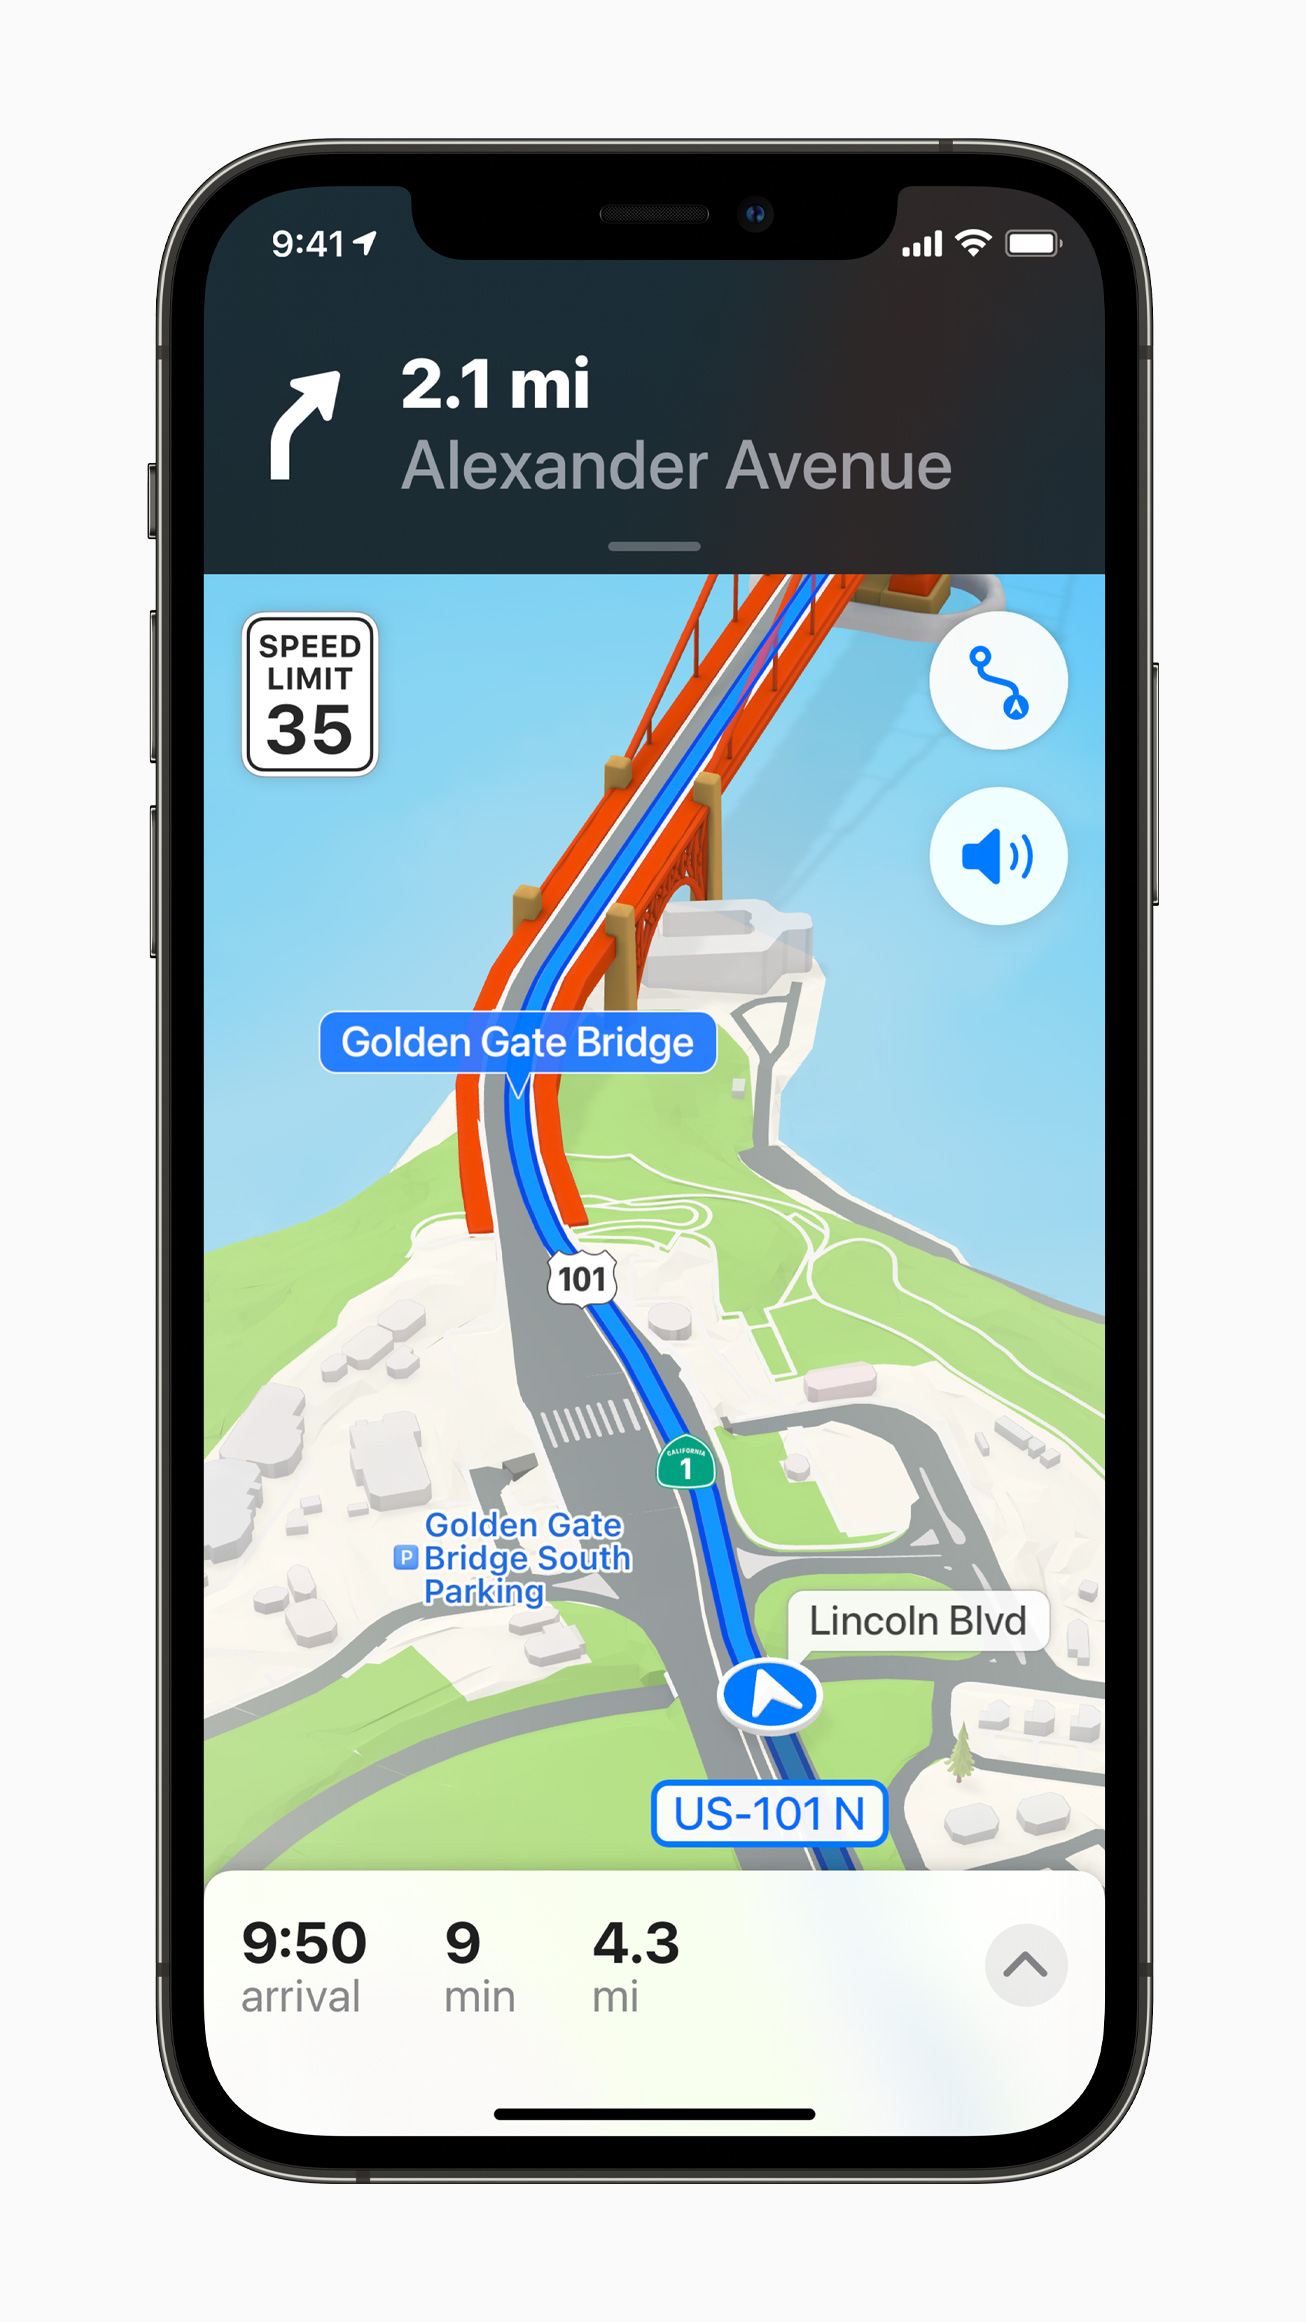 9:41
2.1 mi
Alexander Avenue
SPEED
LIMIT
35
Golden Gate Bridge
101
CALIFORNIA
1
Golden Gate
P Bridge South
Parking
Lincoln Blvd
US-101 N
9:50 9 4.3
arrival min mi